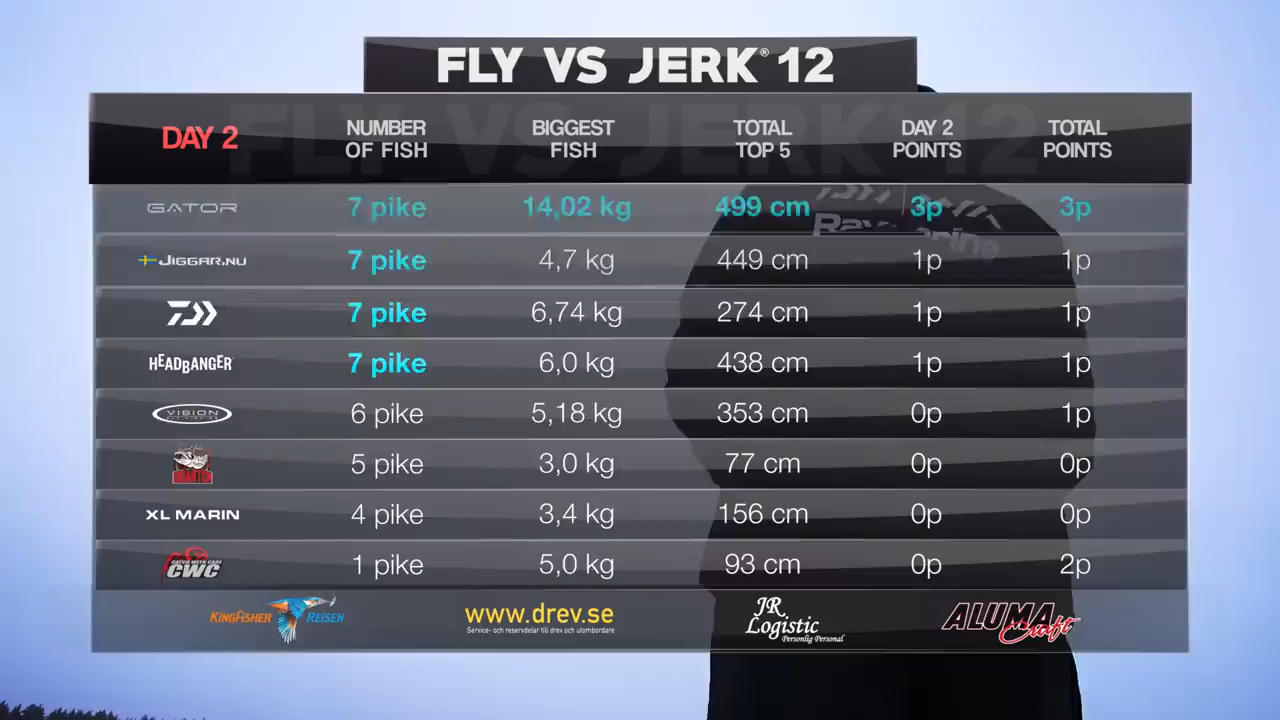 FLY VS JERK® 12
DAY 2
NUMBER OF FISH
BIGGEST FISH
TOTAL TOP 5
DAY 2 POINTS
TOTAL POINTS
GATOR 7 pike 14,02 kg 499 cm 3p 3p
JIGGAR.NU 7 pike 4,7 kg 449 cm 1p 1p
7 pike 6,74 kg 274 cm 1p 1p
HEADBANGER 7 pike 6,0 kg 438 cm 1p 1p
VISION 6 pike 5,18 kg 353 cm 0p 1p
5 pike 3,0 kg 77 cm 0p 0p
XL MARIN 4 pike 3,4 kg 156 cm 0p 0p
CATCH WITH CARE CWC 1 pike 5,0 kg 93 cm 0p 2p
KINGFISHER REISEN
www.drev.se
Service- och reservdelar till drev och utombordare
JR Logistic
Personlig Personal
ALUMA Craft